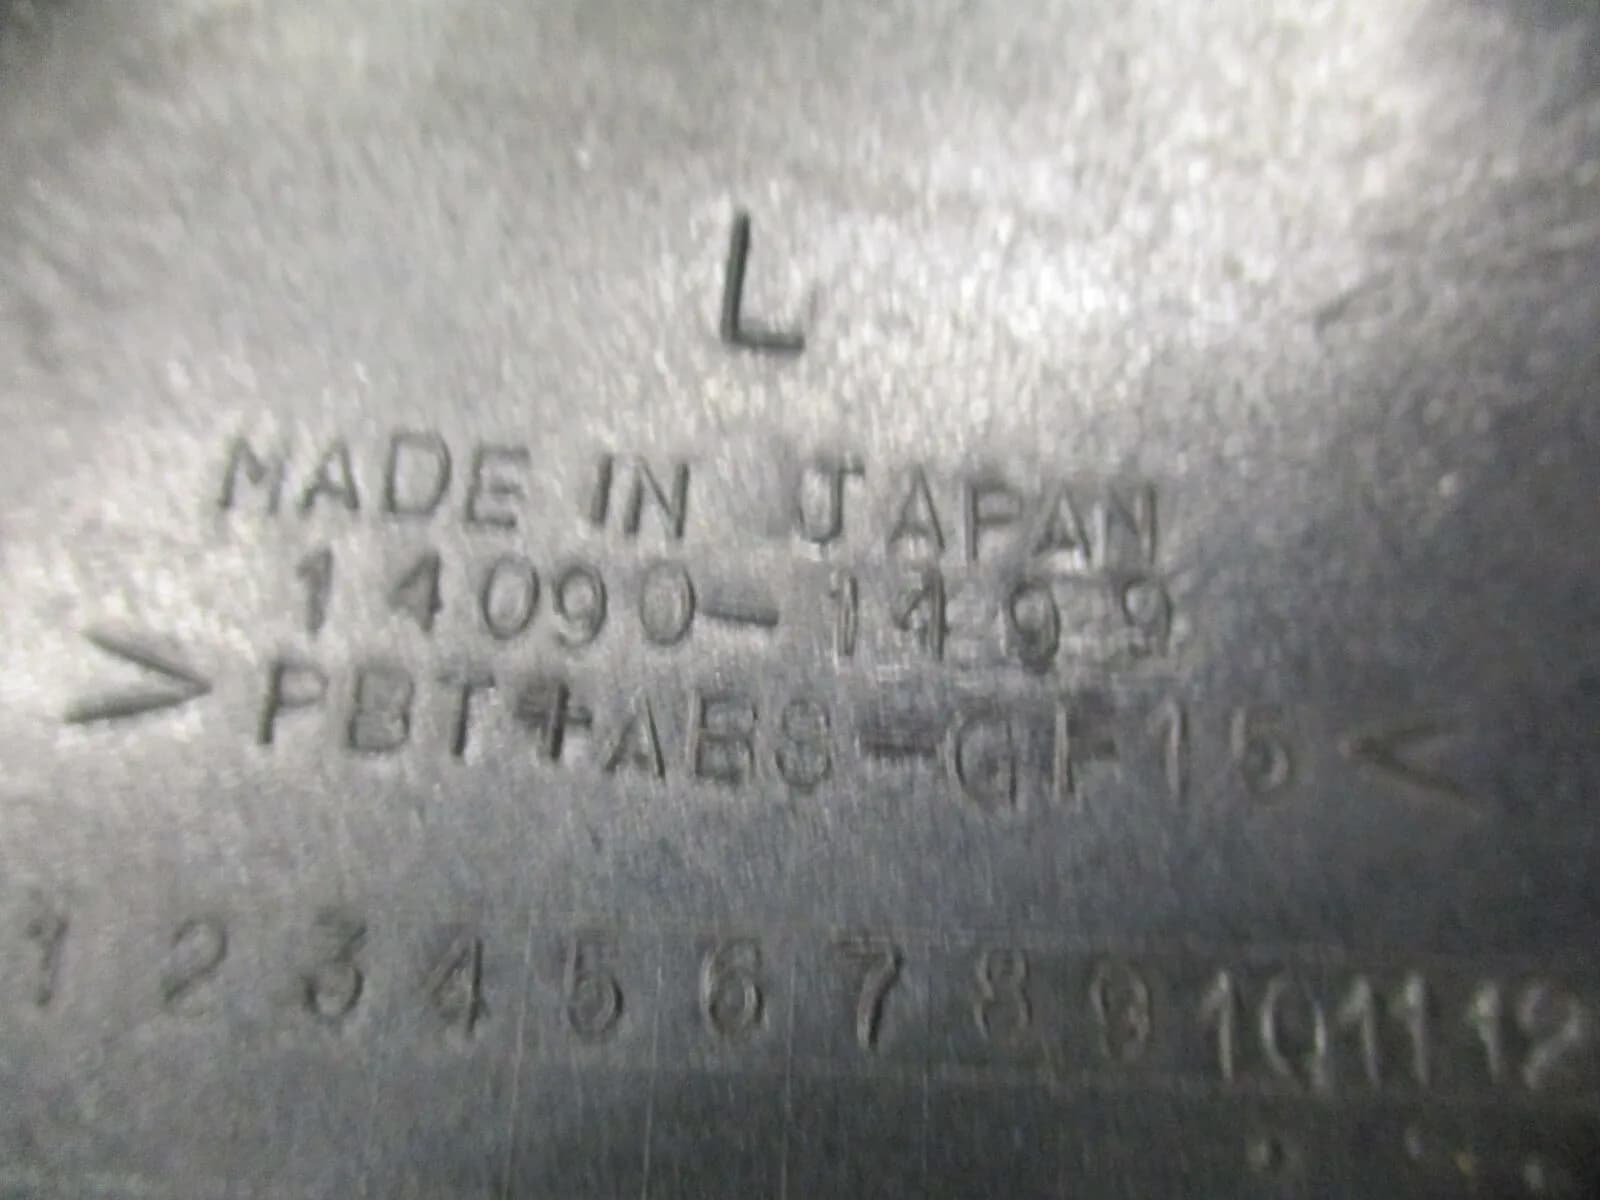 L
MADE IN JAPAN
14090-1499
>PBT+ABS-GF15<
1 2 3 4 5 6 7 8 9 10 11 12